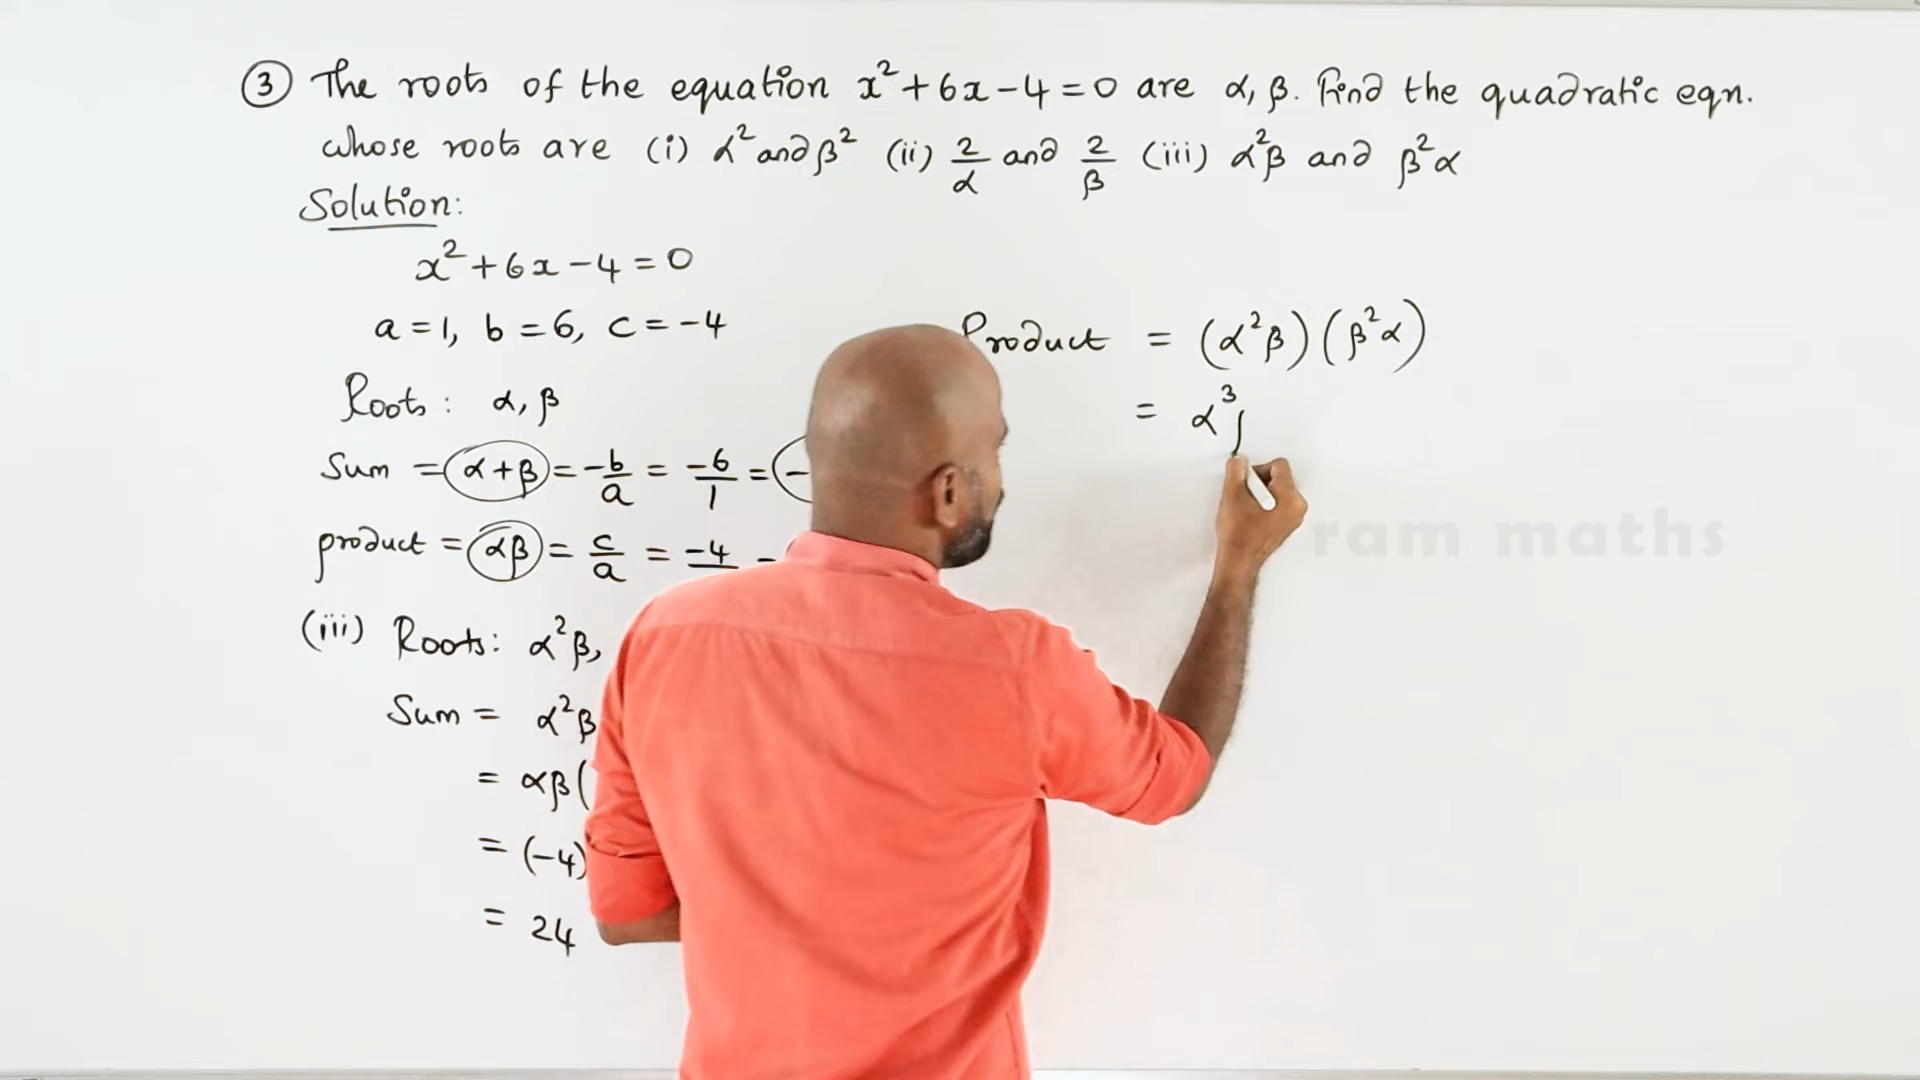 ③ The roots of the equation x²+6x-4=0 are α, β. Find the quadratic eqn.
whose roots are (i) α² and β² (ii) 2/α and 2/β (iii) α²β and β²α
Solution:
x²+6x-4=0
a=1, b=6, c=-4
Roots: α, β
Sum = α+β = -b/a = -6/1 = -
product = αβ = c/a = -4
(iii) Roots: α²β,
Sum = α²β
= αβ(
= (-4)
= 24
Product = (α²β)(β²α)
= α³
ram maths